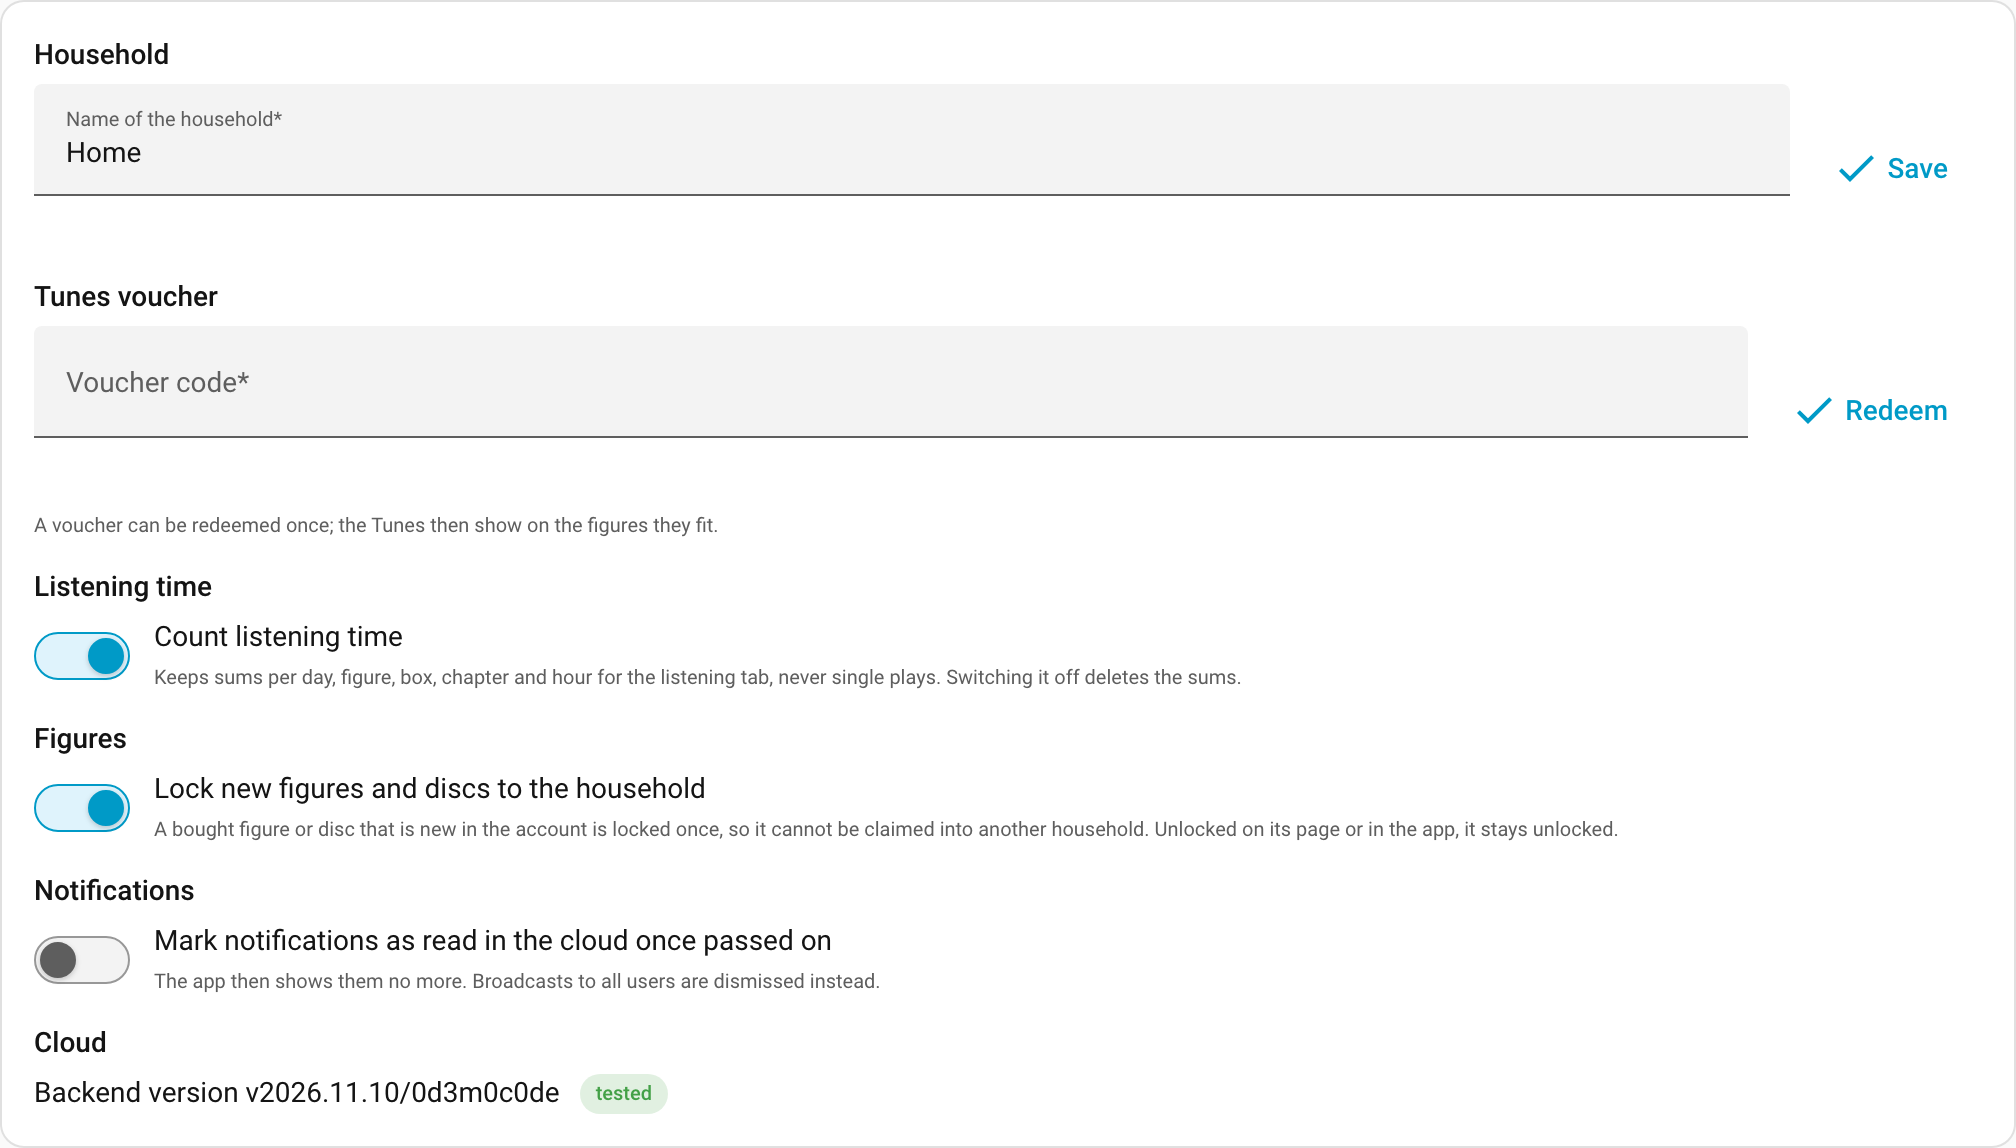 Household
Name of the household*
Home
Save
Tunes voucher
Voucher code*
Redeem
A voucher can be redeemed once; the Tunes then show on the figures they fit.
Listening time
Count listening time
Keeps sums per day, figure, box, chapter and hour for the listening tab, never single plays. Switching it off deletes the sums.
Figures
Lock new figures and discs to the household
A bought figure or disc that is new in the account is locked once, so it cannot be claimed into another household. Unlocked on its page or in the app, it stays unlocked.
Notifications
Mark notifications as read in the cloud once passed on
The app then shows them no more. Broadcasts to all users are dismissed instead.
Cloud
Backend version v2026.11.10/0d3m0c0de tested